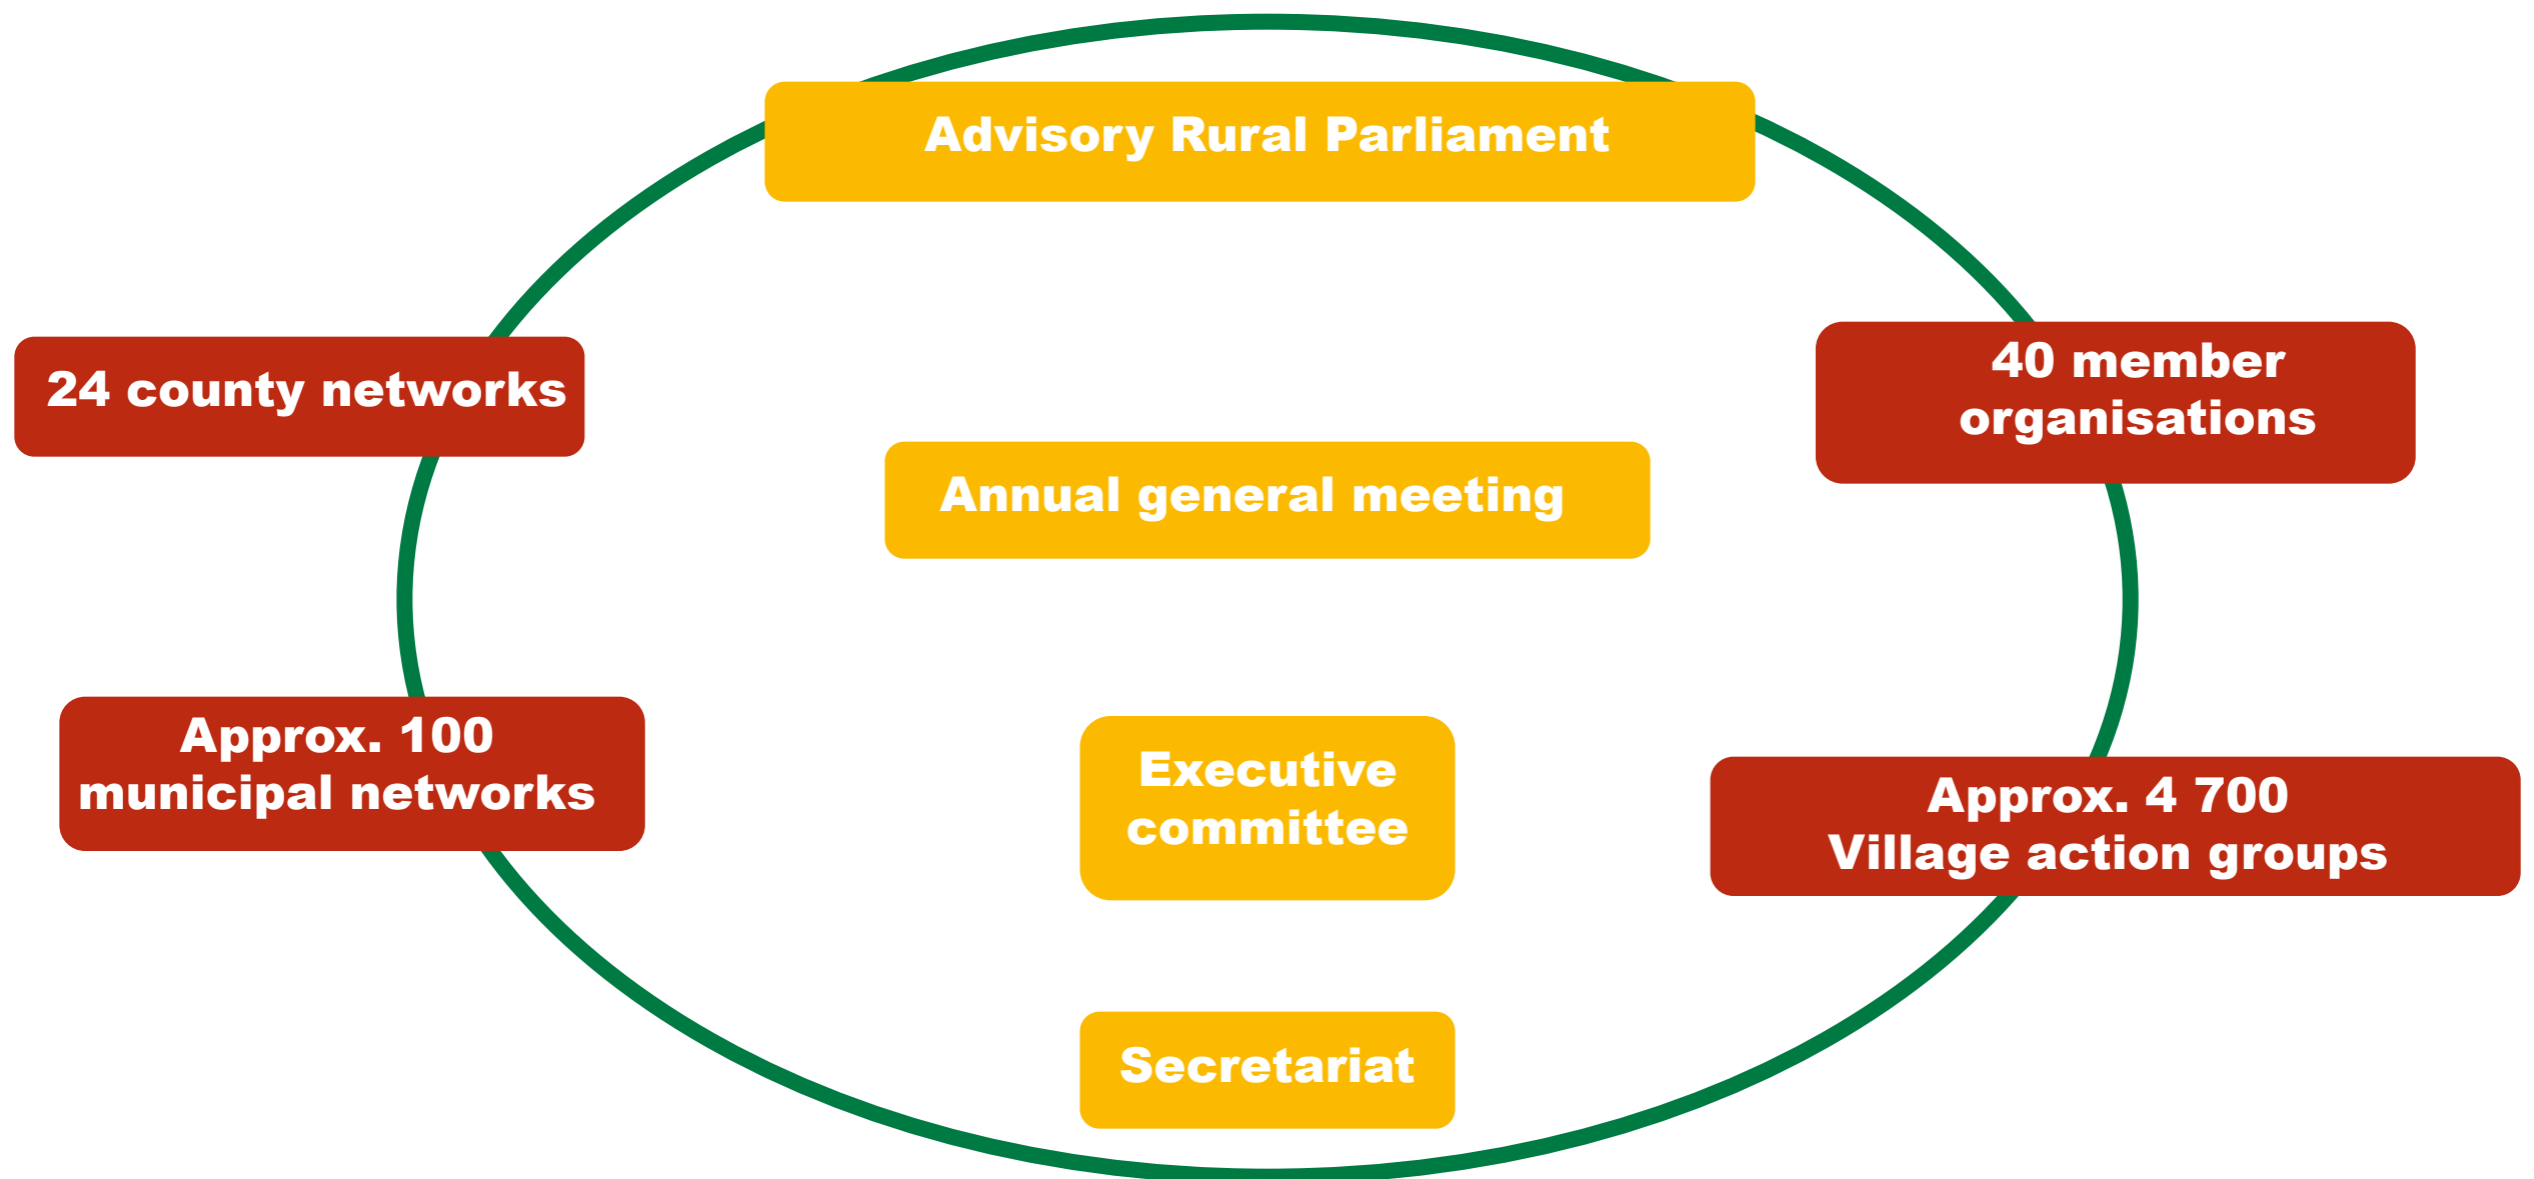 Advisory Rural Parliament
24 county networks
40 member
organisations
Annual general meeting
Approx. 100
municipal networks
Executive
committee
Approx. 4 700
Village action groups
Secretariat